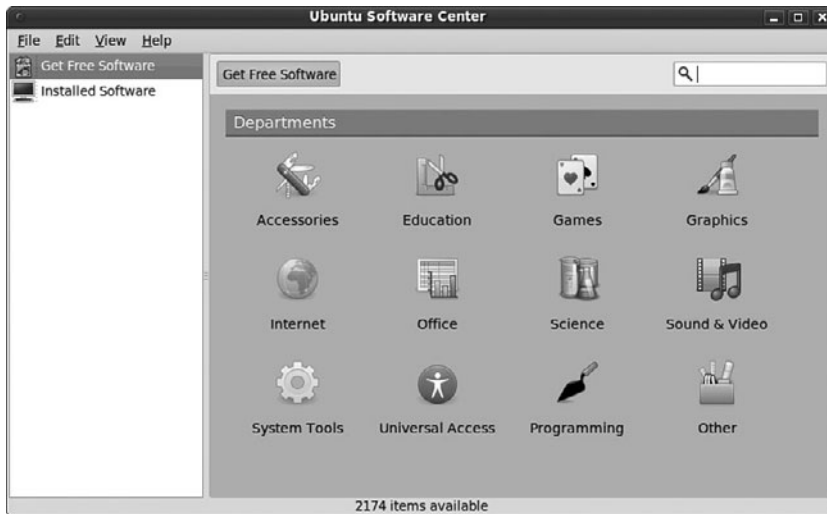 Ubuntu Software Center
File Edit View Help
Get Free Software
Installed Software
Get Free Software
Departments
Accessories Education Games Graphics
Internet Office Science Sound & Video
System Tools Universal Access Programming Other
2174 items available